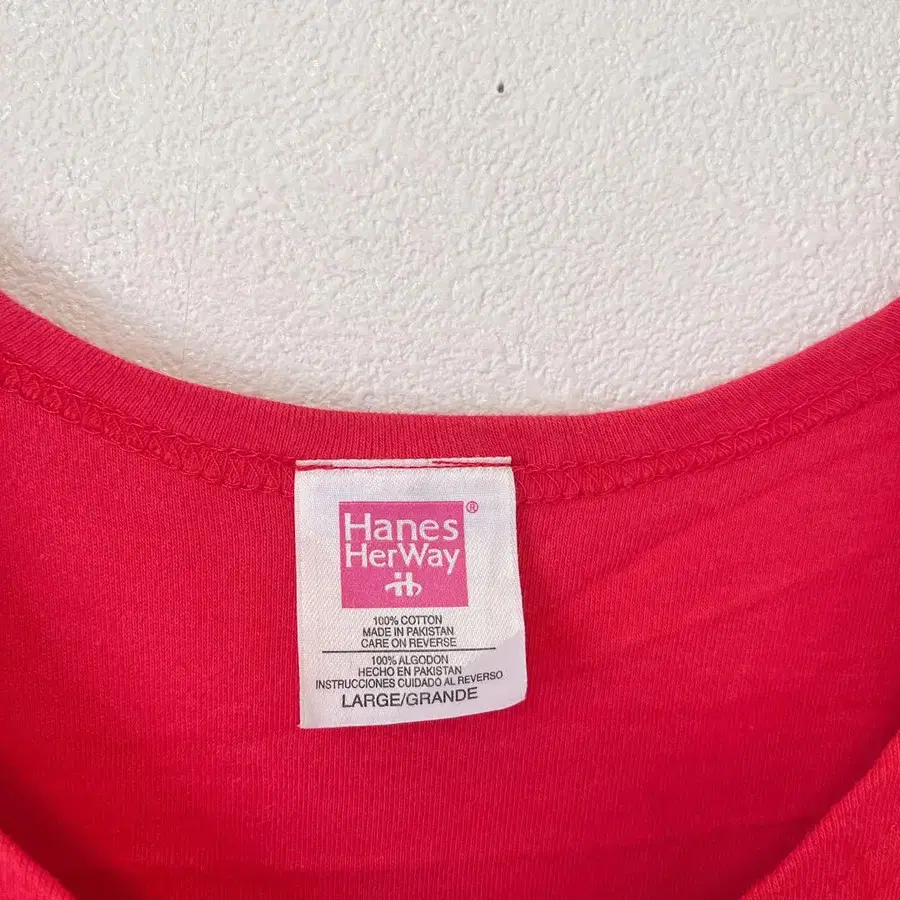 Hanes®
HerWay
100% COTTON
MADE IN PAKISTAN
CARE ON REVERSE
100% ALGODON
HECHO EN PAKISTAN
INSTRUCCIONES CUIDADO AL REVERSO
LARGE/GRANDE